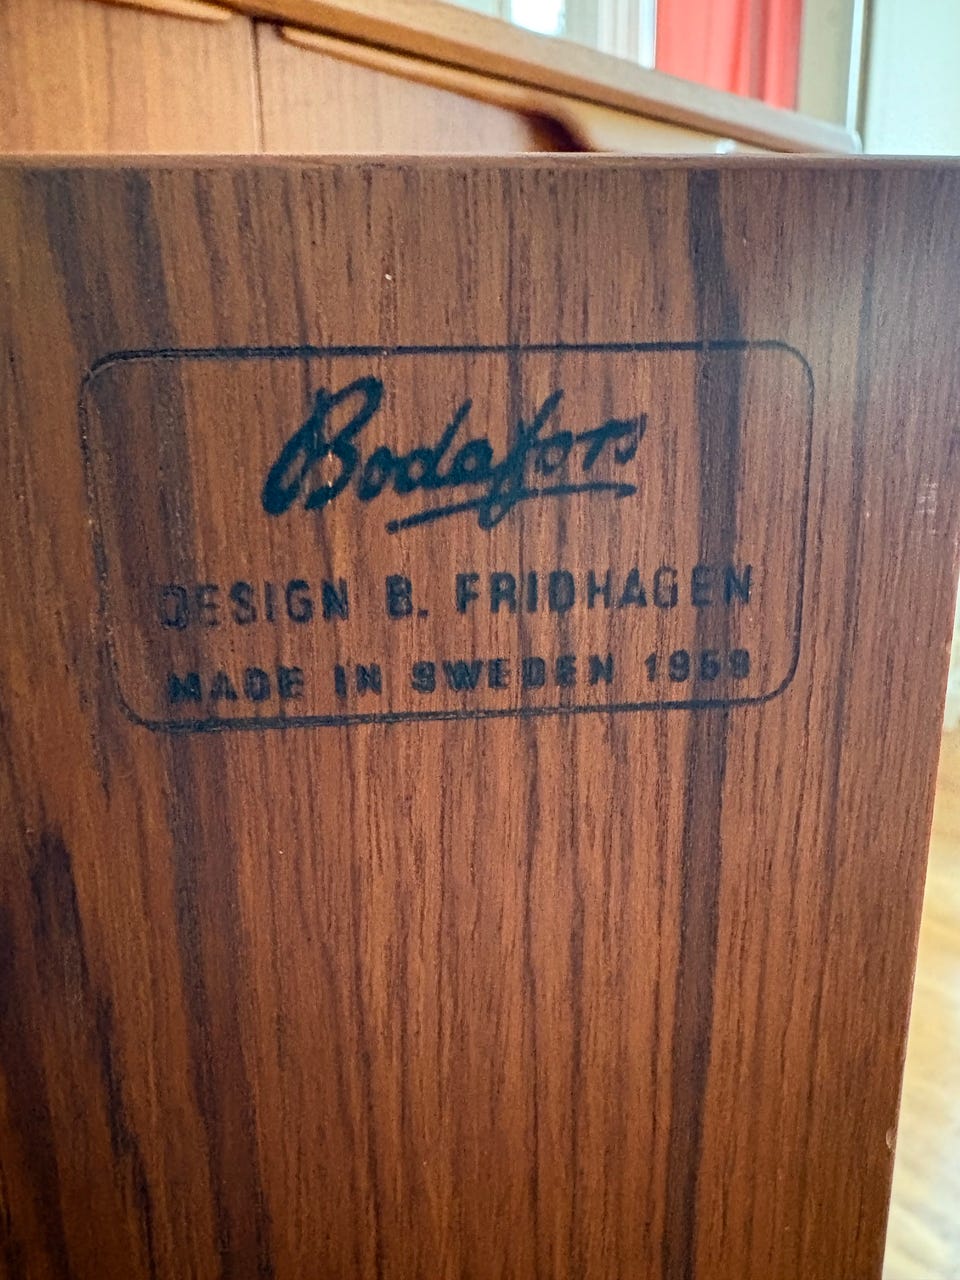 Bodafors
DESIGN B. FRIDHAGEN
MADE IN SWEDEN 1959